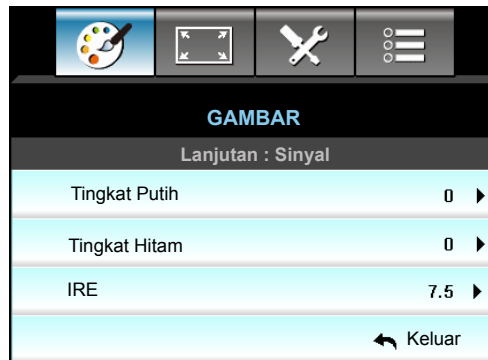 GAMBAR
Lanjutan : Sinyal
Tingkat Putih 0
Tingkat Hitam 0
IRE 7.5
Keluar